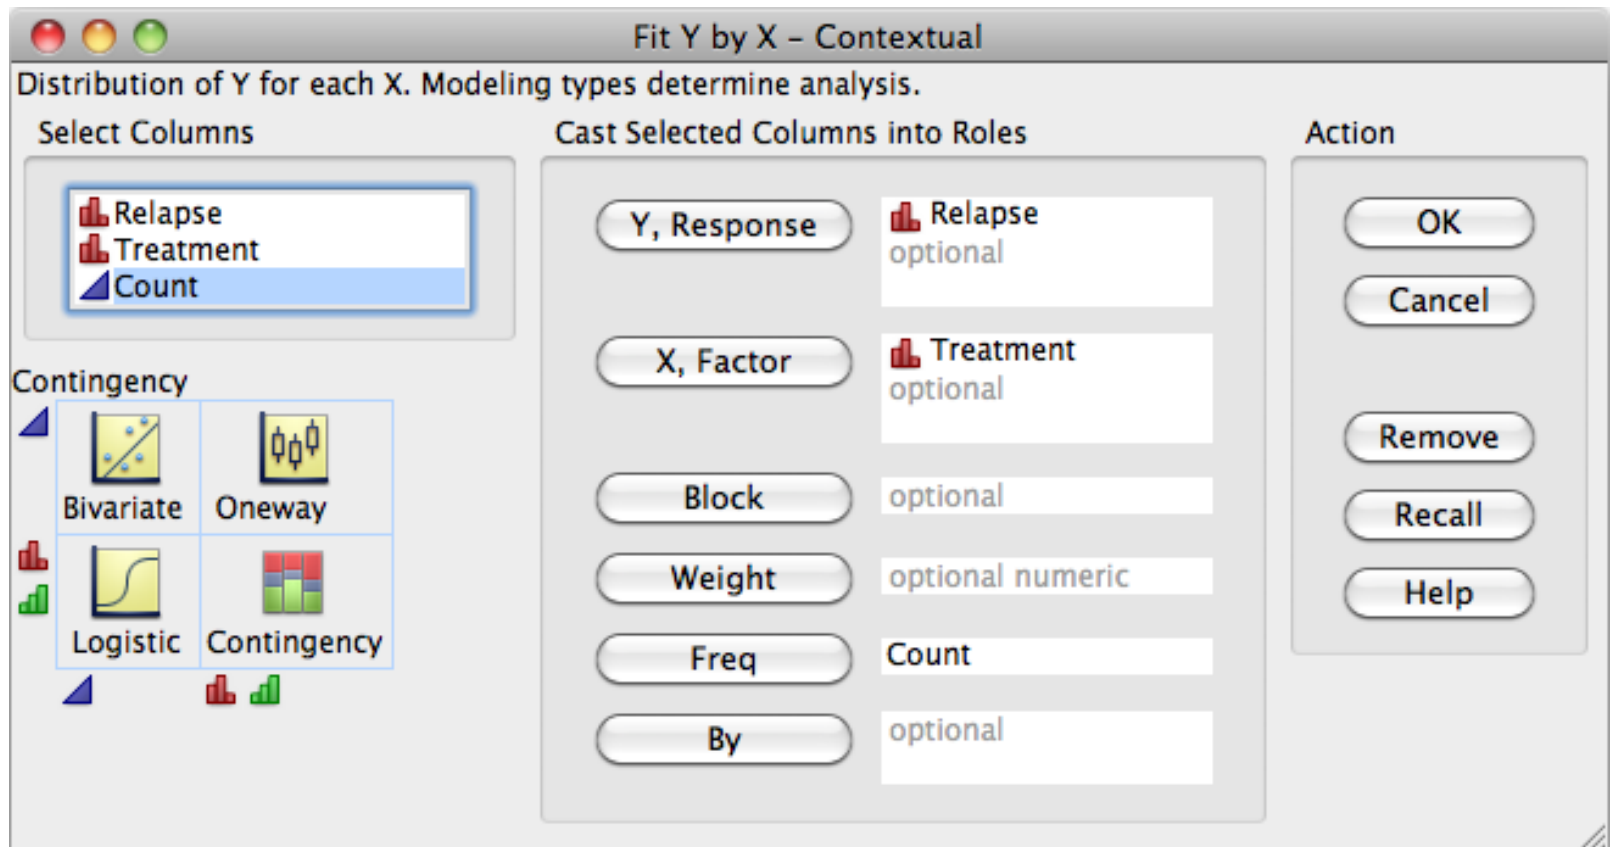 Fit Y by X – Contextual
Distribution of Y for each X. Modeling types determine analysis.
Select Columns
Relapse
Treatment
Count
Contingency
Bivariate
Oneway
Logistic
Contingency
Cast Selected Columns into Roles
Y, Response
Relapse
optional
X, Factor
Treatment
optional
Block
optional
Weight
optional numeric
Freq
Count
By
optional
Action
OK
Cancel
Remove
Recall
Help